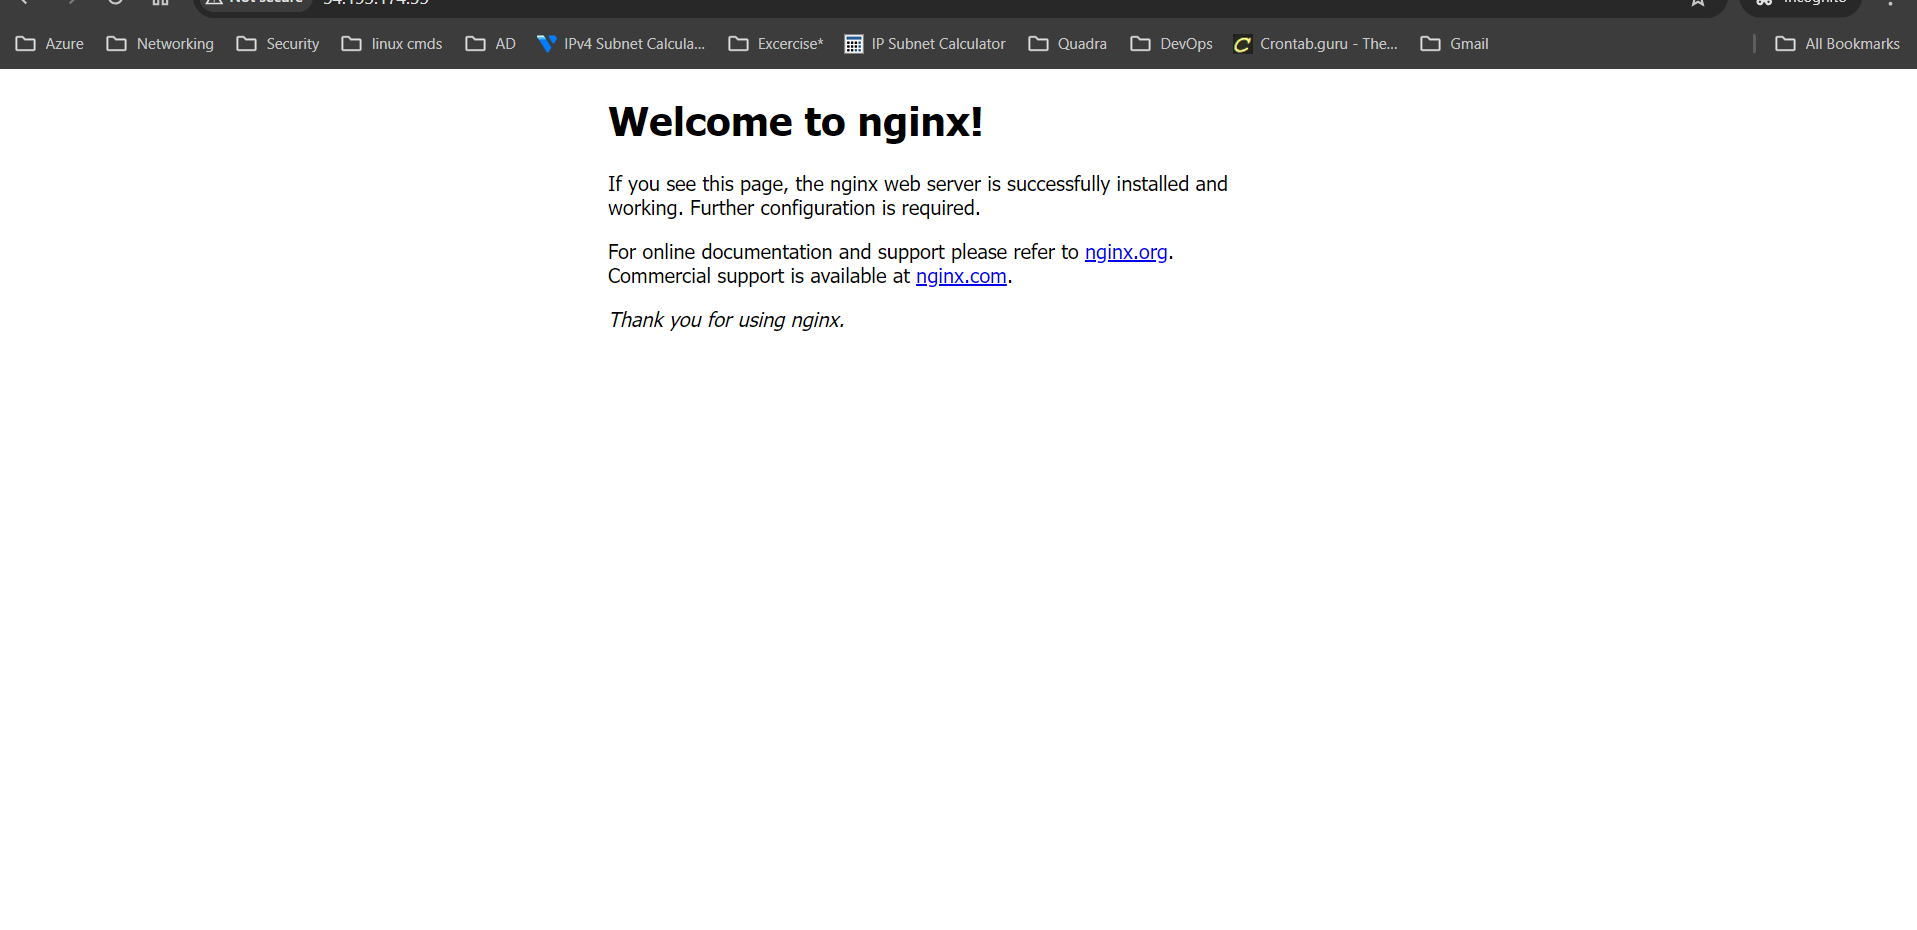 Azure Networking Security linux cmds AD IPv4 Subnet Calcula... Excercise* IP Subnet Calculator Quadra DevOps Crontab.guru - The... Gmail All Bookmarks
Welcome to nginx!
If you see this page, the nginx web server is successfully installed and
working. Further configuration is required.
For online documentation and support please refer to nginx.org.
Commercial support is available at nginx.com.
Thank you for using nginx.